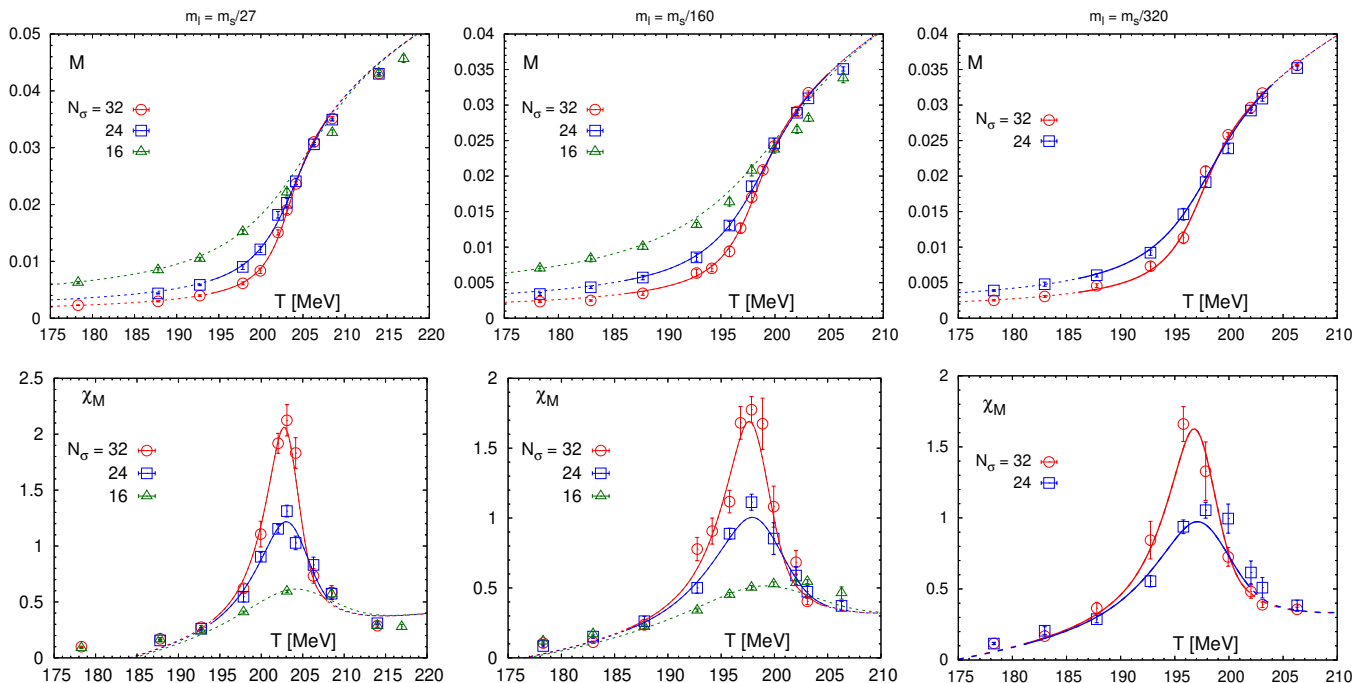 m_l = m_s/27
M
N_σ = 32
24
16
T [MeV]
0 0.01 0.02 0.03 0.04 0.05
175 180 185 190 195 200 205 210 215 220
m_l = m_s/160
M
N_σ = 32
24
16
T [MeV]
0 0.005 0.01 0.015 0.02 0.025 0.03 0.035 0.04
175 180 185 190 195 200 205 210
m_l = m_s/320
M
N_σ = 32
24
T [MeV]
0 0.005 0.01 0.015 0.02 0.025 0.03 0.035 0.04
175 180 185 190 195 200 205 210
χ_M
N_σ = 32
24
16
T [MeV]
0 0.5 1 1.5 2 2.5
175 180 185 190 195 200 205 210 215 220
χ_M
N_σ = 32
24
16
T [MeV]
0 0.5 1 1.5 2
175 180 185 190 195 200 205 210
χ_M
N_σ = 32
24
T [MeV]
0 0.5 1 1.5 2
175 180 185 190 195 200 205 210